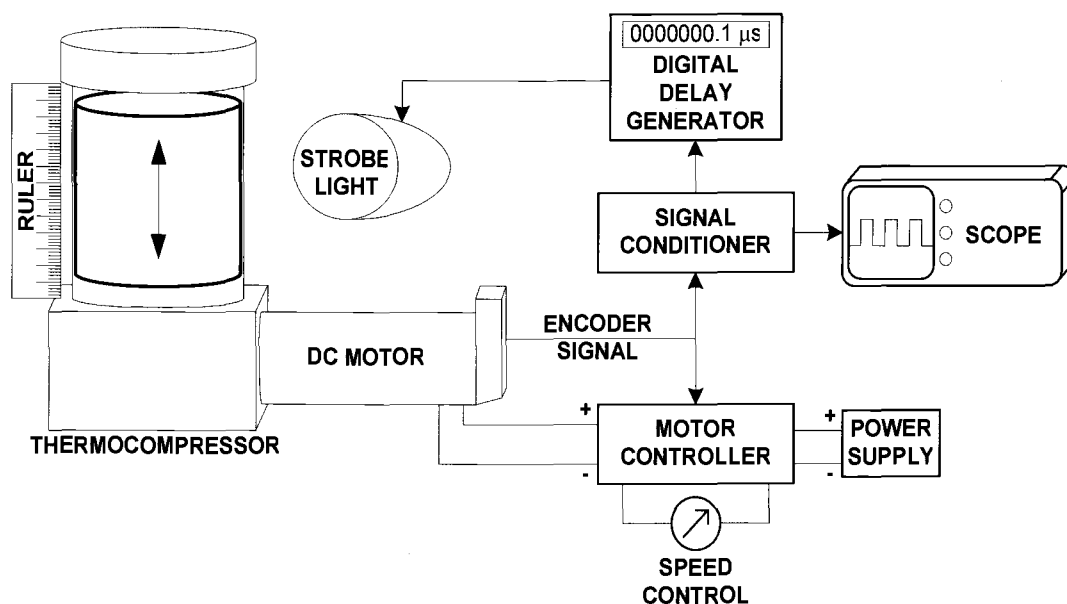 0000000.1 µs
DIGITAL
DELAY
GENERATOR
RULER
STROBE
LIGHT
SIGNAL
CONDITIONER
SCOPE
ENCODER
SIGNAL
DC MOTOR
THERMOCOMPRESSOR
+
-
MOTOR
CONTROLLER
+
-
POWER
SUPPLY
SPEED
CONTROL